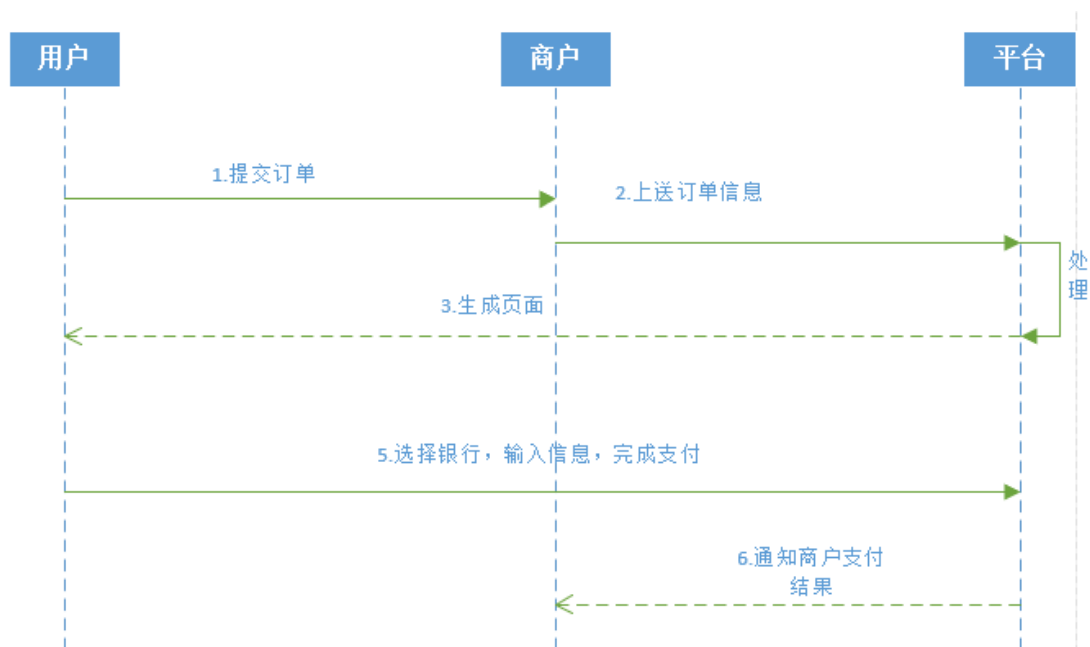 用户
商户
平台
1.提交订单
2.上送订单信息
处
理
3.生成页面
5.选择银行，输入信息，完成支付
6.通知商户支付
结果